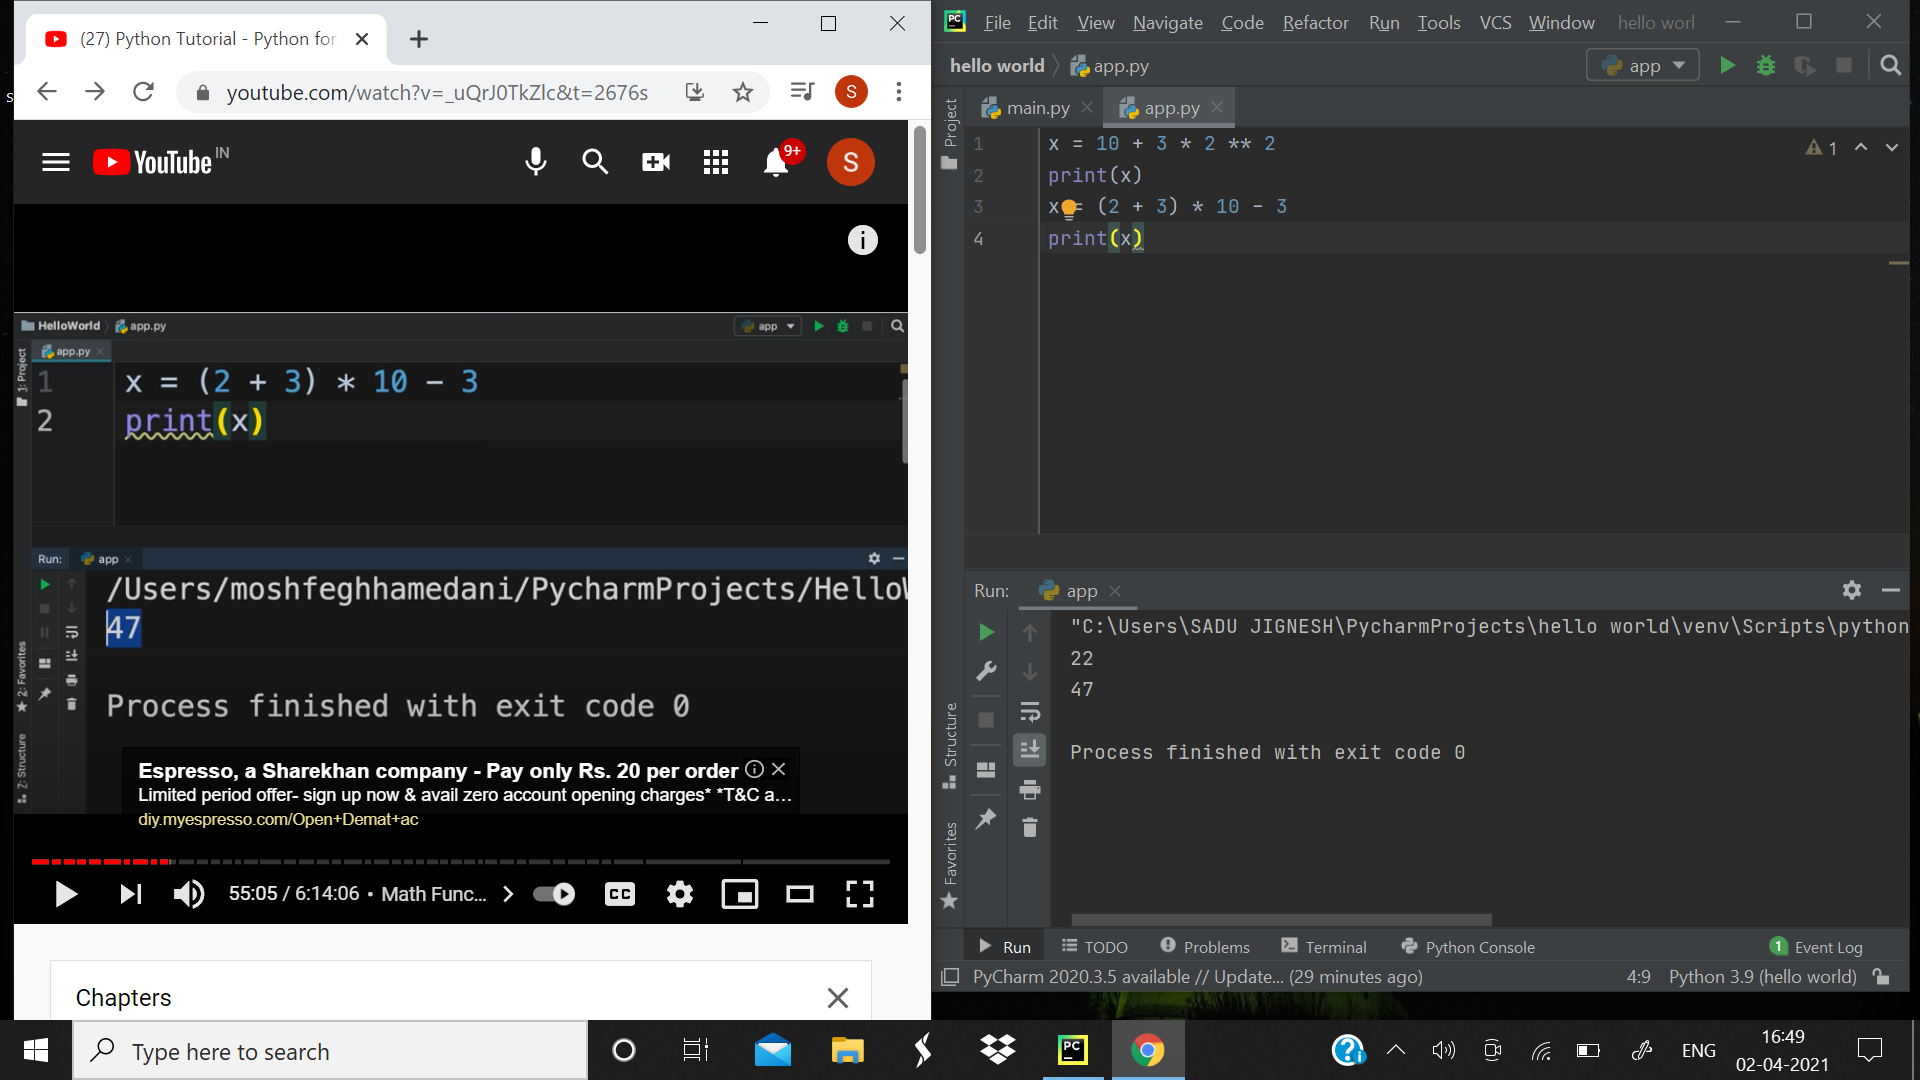 (27) Python Tutorial - Python for
youtube.com/watch?v=_uQrJ0TkZlc&t=2676s
S
YouTube IN
9+
S
HelloWorld
app.py
app
app.py
1: Project
1
x = (2 + 3) * 10 - 3
2
print(x)
Run:
app
/Users/moshfeghhamedani/PycharmProjects/HelloW
47
Process finished with exit code 0
2: Favorites
Z: Structure
Espresso, a Sharekhan company - Pay only Rs. 20 per order
Limited period offer- sign up now & avail zero account opening charges* *T&C a...
diy.myespresso.com/Open+Demat+ac
55:05 / 6:14:06 • Math Func...
CC
Chapters
PC
File Edit View Navigate Code Refactor Run Tools VCS Window hello worl
hello world
app.py
app
Project
main.py
app.py
1 x = 10 + 3 * 2 ** 2
1
2 print(x)
3 x = (2 + 3) * 10 - 3
4 print(x)
Run:
app
"C:\Users\SADU JIGNESH\PycharmProjects\hello world\venv\Scripts\python
22
47
Process finished with exit code 0
Structure
Favorites
Run
TODO
Problems
Terminal
Python Console
1 Event Log
PyCharm 2020.3.5 available // Update... (29 minutes ago)
4:9 Python 3.9 (hello world)
Type here to search
PC
ENG
16:49
02-04-2021